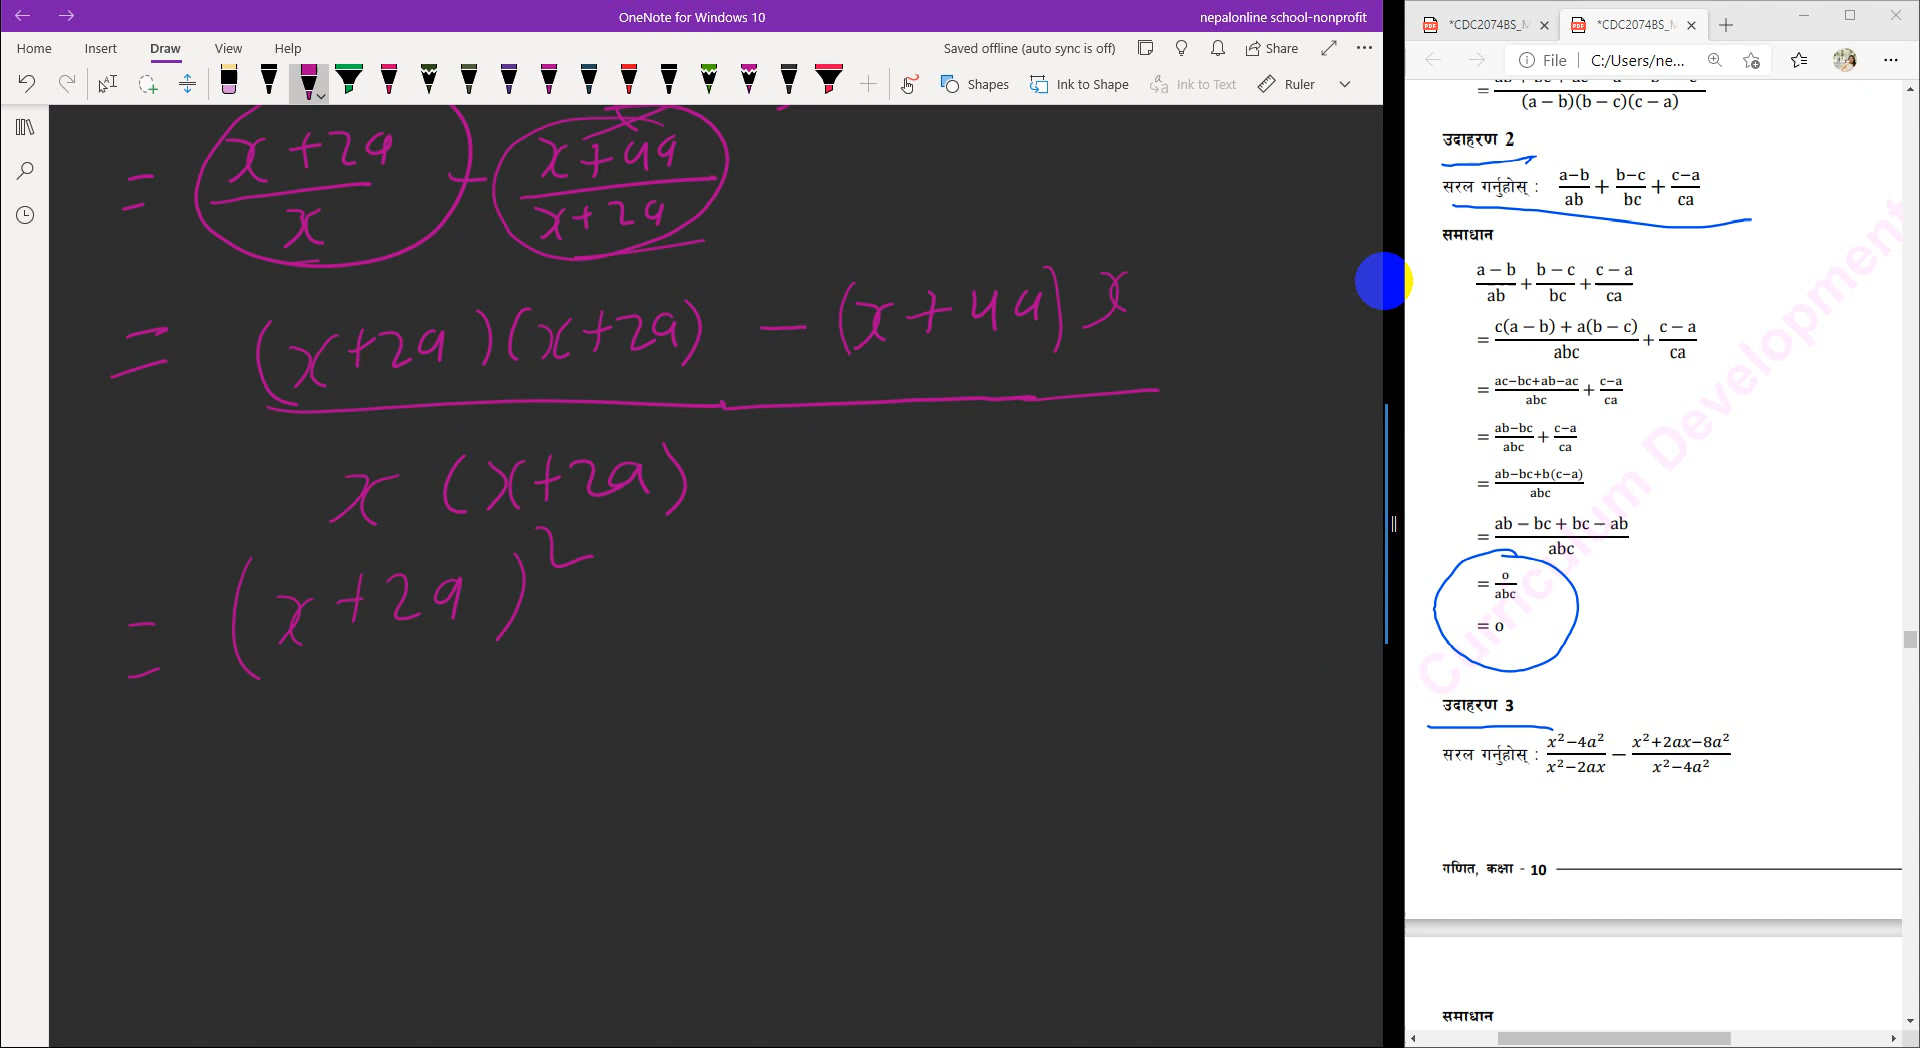 OneNote for Windows 10
nepalonline school-nonprofit
Home Insert Draw View Help
Saved offline (auto sync is off) Share
Shapes Ink to Shape Ink to Text Ruler
= (x+2a)/x - (x+4a)/(x+2a)
= ((x+2a)(x+2a) - (x+4a)x)/(x(x+2a))
= (x+2a)²
*CDC2074BS_M *CDC2074BS_M
File C:/Users/ne...
(a − b)(b − c)(c − a)
उदाहरण 2
सरल गर्नुहोस् : (a−b)/ab + (b−c)/bc + (c−a)/ca
समाधान
(a − b)/ab + (b − c)/bc + (c − a)/ca
= (c(a − b) + a(b − c))/abc + (c − a)/ca
= (ac−bc+ab−ac)/abc + (c−a)/ca
= (ab−bc)/abc + (c−a)/ca
= (ab−bc+b(c−a))/abc
= (ab − bc + bc − ab)/abc
= o/abc
= o
उदाहरण 3
सरल गर्नुहोस् : (x²−4a²)/(x²−2ax) − (x²+2ax−8a²)/(x²−4a²)
गणित, कक्षा - 10
समाधान
Curriculum Development